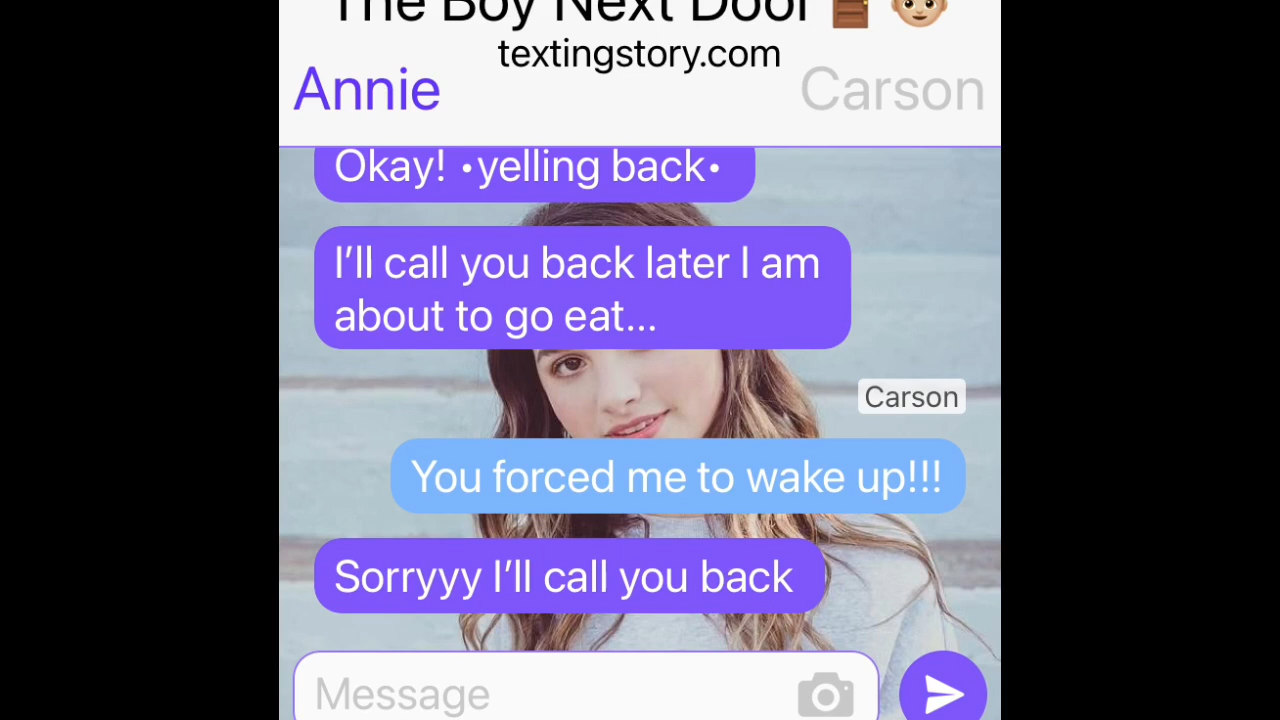 The Boy Next Door
textingstory.com
Annie
Carson
Okay! •yelling back•
I’ll call you back later I am
about to go eat...
Carson
You forced me to wake up!!!
Sorryyy I’ll call you back
Message